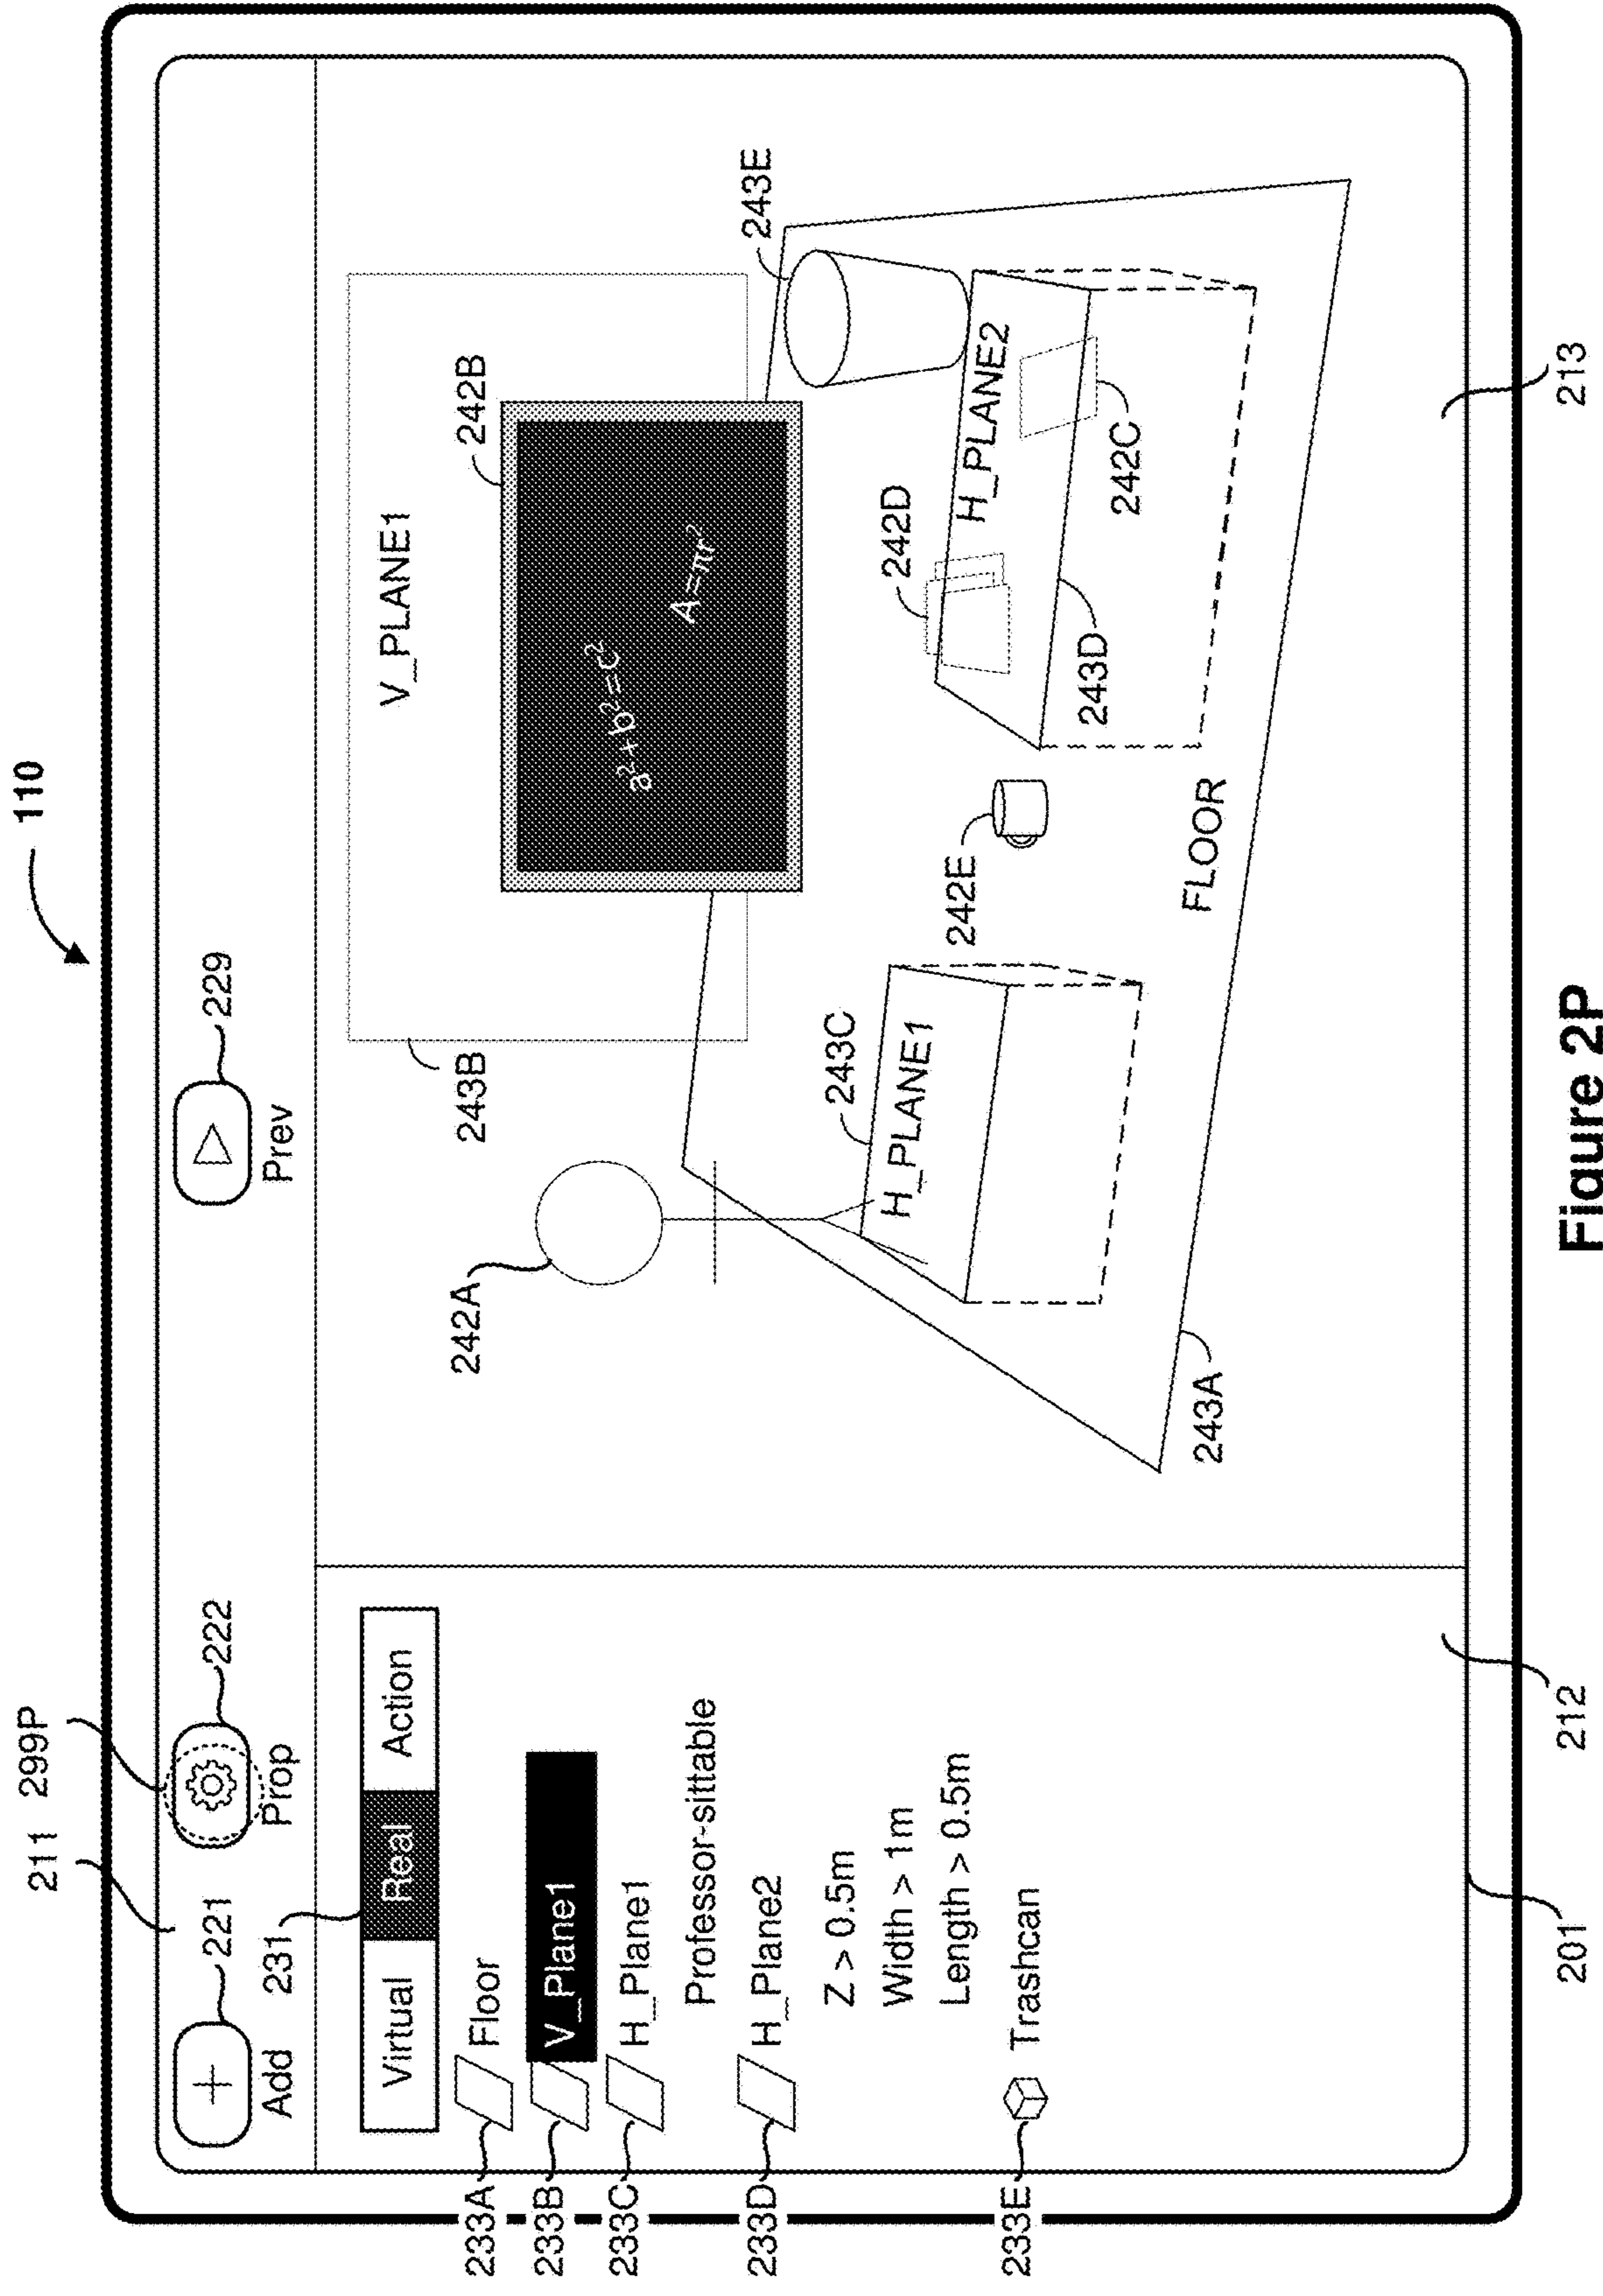 110
211 299P
221
222
229
Add
Prop
Prev
231
Virtual
Real
Action
233A
Floor
233B
V_Plane1
233C
H_Plane1
Professor-sittable
233D
H_Plane2
Z > 0.5m
Width > 1m
Length > 0.5m
233E
Trashcan
V_PLANE1
243B
242B
242A
a²+b²=c²
A=πr²
243E
243C
H_PLANE1
242D
H_PLANE2
242E
242C
243D
FLOOR
243A
201
212
213
Figure 2P